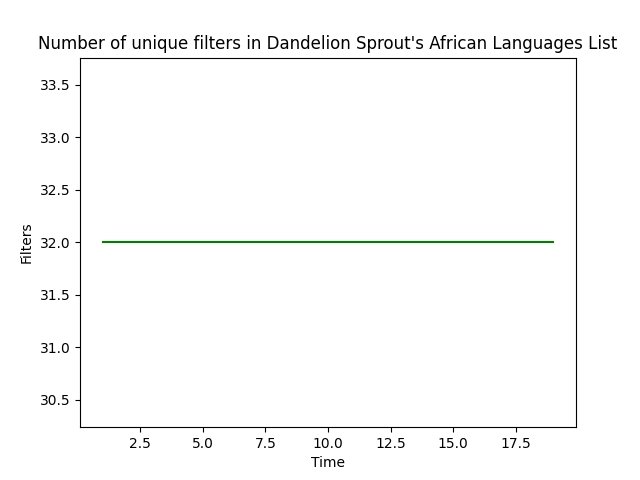 Number of unique filters in Dandelion Sprout's African Languages List
33.5
33.0
32.5
32.0
31.5
31.0
30.5
Filters
2.5 5.0 7.5 10.0 12.5 15.0 17.5
Time